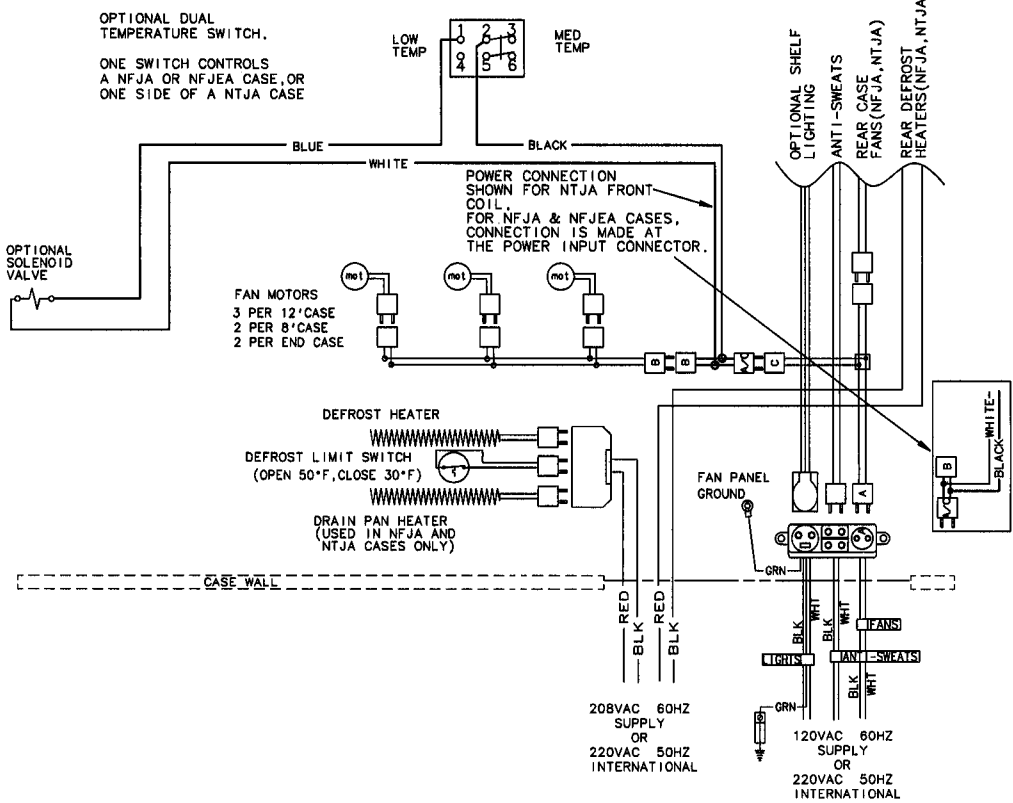 OPTIONAL DUAL
TEMPERATURE SWITCH.
ONE SWITCH CONTROLS
A NFJA OR NFJEA CASE,OR
ONE SIDE OF A NTJA CASE
LOW
TEMP
1 2 3
4 5 6
MED
TEMP
BLUE
BLACK
WHITE
OPTIONAL SHELF
LIGHTING
ANTI-SWEATS
REAR CASE
FANS(NFJA,NTJA)
REAR DEFROST
HEATERS(NFJA,NTJA
POWER CONNECTION
SHOWN FOR NTJA FRONT
COIL.
FOR NFJA & NFJEA CASES,
CONNECTION IS MADE AT
THE POWER INPUT CONNECTOR.
OPTIONAL
SOLENOID
VALVE
FAN MOTORS
3 PER 12'CASE
2 PER 8'CASE
2 PER END CASE
mot
mot
mot
B
B
C
DEFROST HEATER
DEFROST LIMIT SWITCH
(OPEN 50°F,CLOSE 30°F)
DRAIN PAN HEATER
(USED IN NFJA AND
NTJA CASES ONLY)
FAN PANEL
GROUND
A
B
WHITE-
BLACK
GRN
CASE WALL
RED
BLK
RED
BLK
BLK
WHT
BLK
WHT
FANS
LIGHTS
ANTI-SWEATS
BLK
WHT
GRN
208VAC 60HZ
SUPPLY
OR
220VAC 50HZ
INTERNATIONAL
120VAC 60HZ
SUPPLY
OR
220VAC 50HZ
INTERNATIONAL